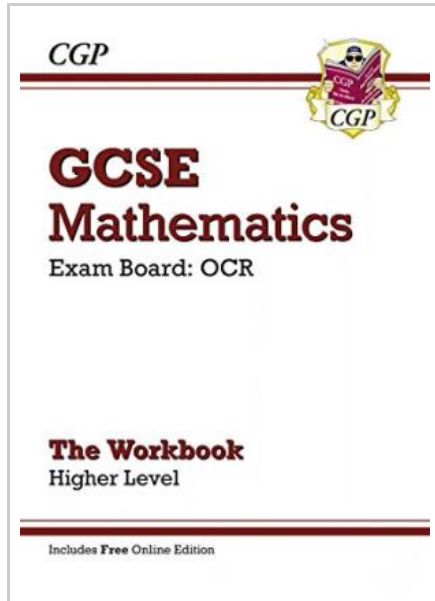 CGP
CGP
CGP
GCSE
Mathematics
Exam Board: OCR
The Workbook
Higher Level
Includes Free Online Edition